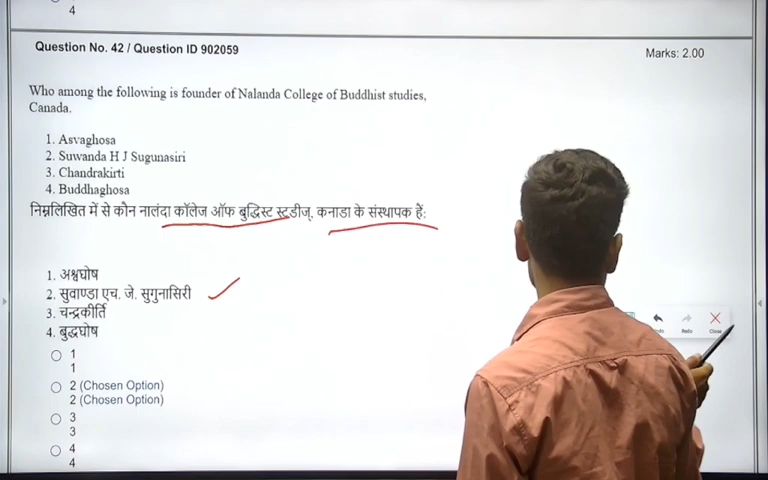 4
Question No. 42 / Question ID 902059
Marks: 2.00
Who among the following is founder of Nalanda College of Buddhist studies,
Canada.
1. Asvaghosa
2. Suwanda H J Sugunasiri
3. Chandrakirti
4. Buddhaghosa
निम्नलिखित में से कौन नालंदा कॉलेज ऑफ बुद्धिस्ट स्टडीज्, कनाडा के संस्थापक हैं:
1. अश्वघोष
2. सुवाण्डा एच. जे. सुगुनासिरी
3. चन्द्रकीर्ति
4. बुद्धघोष
1
1
2 (Chosen Option)
2 (Chosen Option)
3
3
4
4
Redo
Close